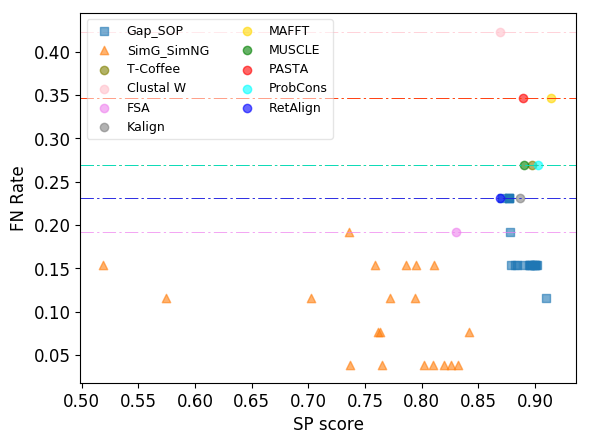 Gap_SOP
SimG_SimNG
T-Coffee
Clustal W
FSA
Kalign
MAFFT
MUSCLE
PASTA
ProbCons
RetAlign
FN Rate
0.40
0.35
0.30
0.25
0.20
0.15
0.10
0.05
0.50 0.55 0.60 0.65 0.70 0.75 0.80 0.85 0.90
SP score